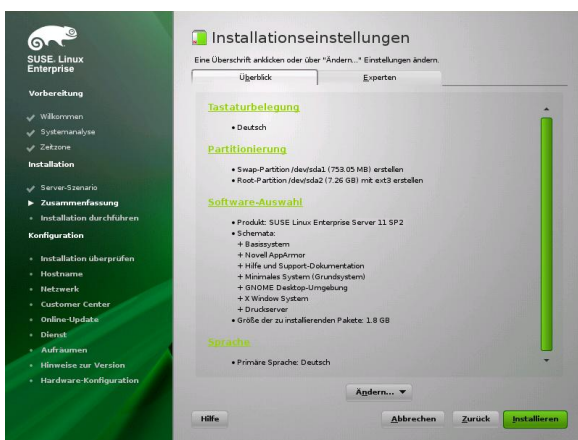 SUSE. Linux
Enterprise
Vorbereitung
Willkommen
Systemanalyse
Zeitzone
Installation
Server-Szenario
Zusammenfassung
Installation durchführen
Konfiguration
Installation überprüfen
Hostname
Netzwerk
Customer Center
Online-Update
Dienst
Aufräumen
Hinweise zur Version
Hardware-Konfiguration
Installationseinstellungen
Eine Überschrift anklicken oder über "Ändern..." Einstellungen ändern.
Überblick
Experten
Tastaturbelegung
• Deutsch
Partitionierung
• Swap-Partition /dev/sda1 (753.05 MB) erstellen
• Root-Partition /dev/sda2 (7.26 GB) mit ext3 erstellen
Software-Auswahl
• Produkt: SUSE Linux Enterprise Server 11 SP2
• Schemata:
+ Basissystem
+ Novell AppArmor
+ Hilfe und Support-Dokumentation
+ Minimales System (Grundsystem)
+ GNOME Desktop-Umgebung
+ X Window System
+ Druckserver
• Größe der zu installierenden Pakete: 1.8 GB
Sprache
• Primäre Sprache: Deutsch
Ändern...
Hilfe
Abbrechen
Zurück
Installieren